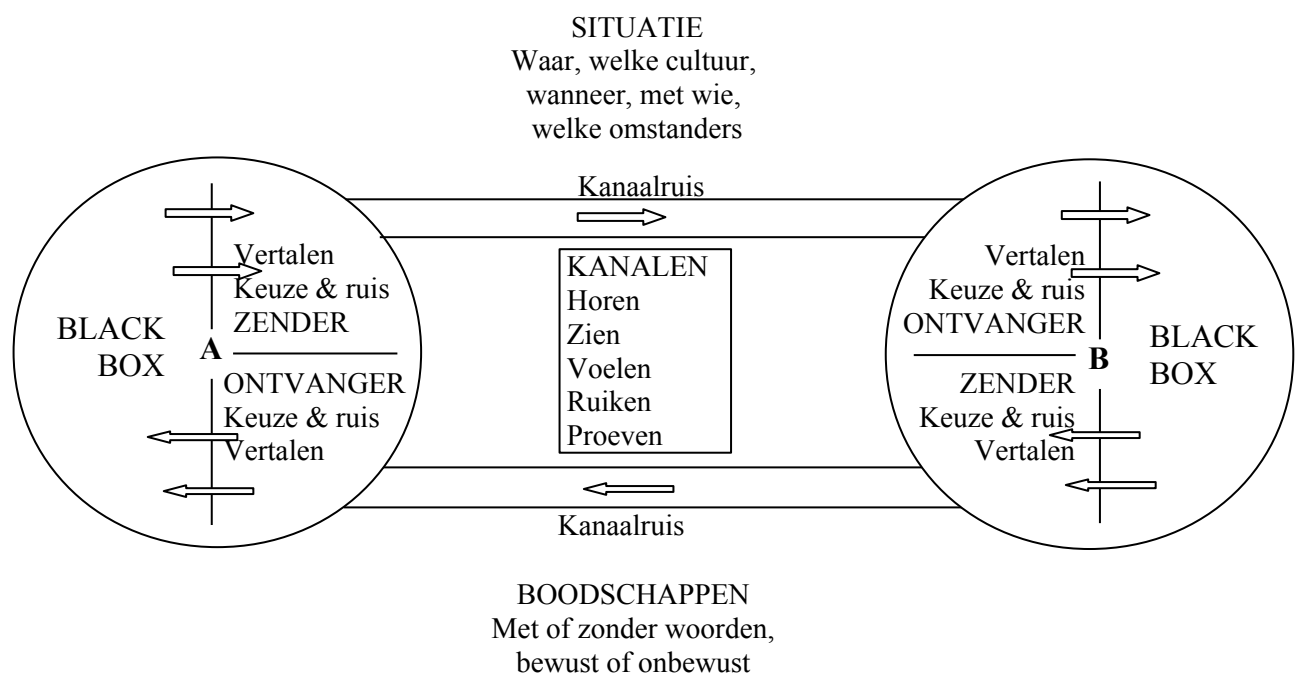 SITUATIE
Waar, welke cultuur,
wanneer, met wie,
welke omstanders
Kanaalruis
Vertalen
Keuze & ruis
ZENDER
BLACK
BOX
A
ONTVANGER
Keuze & ruis
Vertalen
KANALEN
Horen
Zien
Voelen
Ruiken
Proeven
Vertalen
Keuze & ruis
ONTVANGER
B
BLACK
BOX
ZENDER
Keuze & ruis
Vertalen
Kanaalruis
BOODSCHAPPEN
Met of zonder woorden,
bewust of onbewust